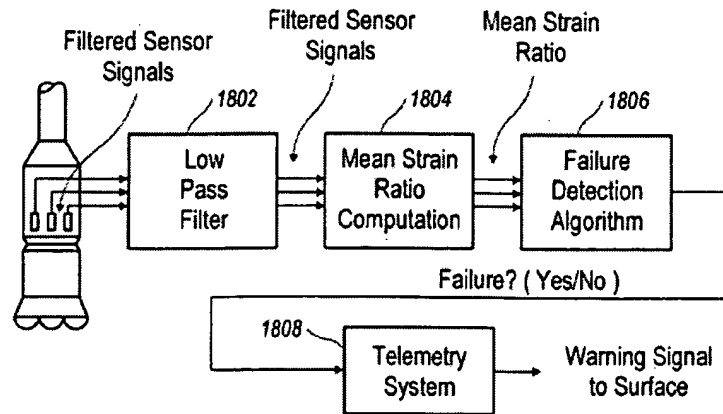 Filtered Sensor
Signals
Filtered Sensor
Signals
Mean Strain
Ratio
1802
1804
1806
Low
Pass
Filter
Mean Strain
Ratio
Computation
Failure
Detection
Algorithm
Failure? ( Yes/No )
1808
Telemetry
System
Warning Signal
to Surface